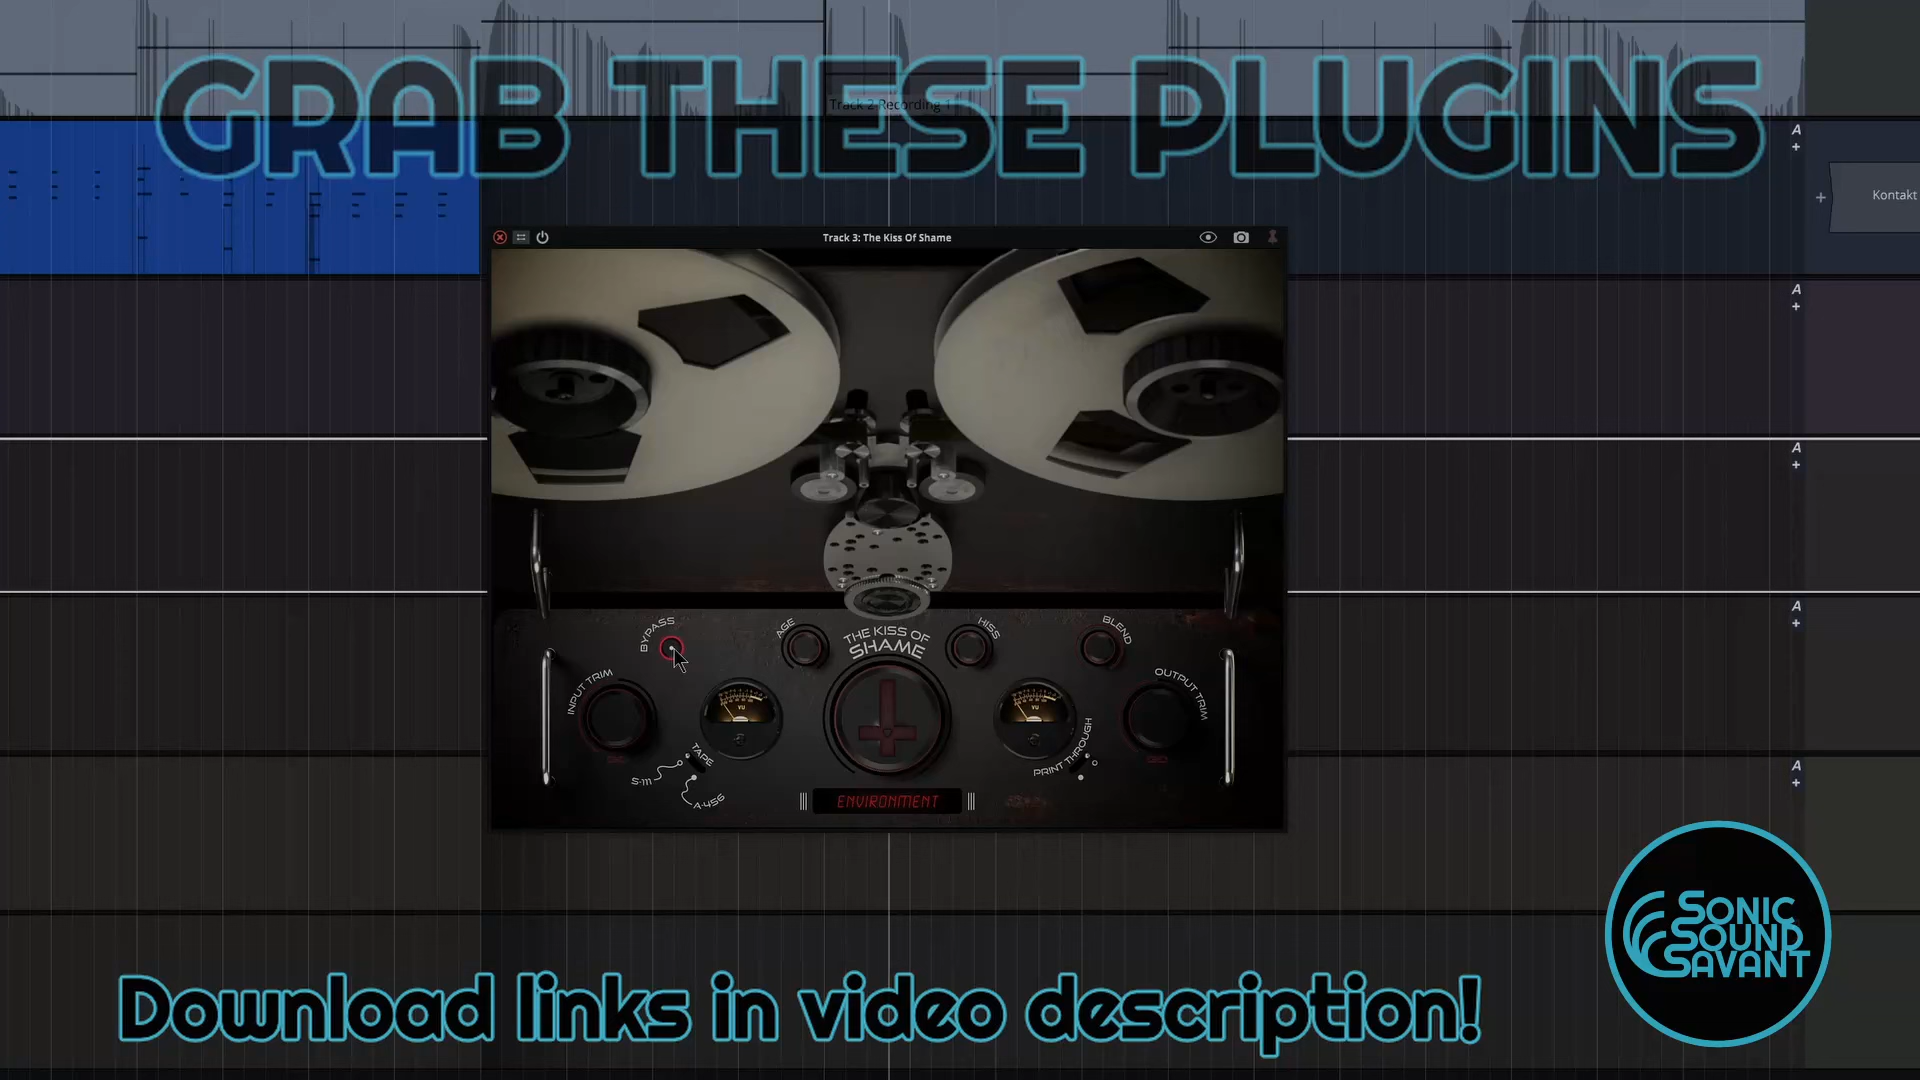 GRAB THESE PLUGINS
Track 2 Recording 1
A
+
+ Kontakt
Track 3: The Kiss Of Shame
A
+
A
+
A
+
A
+
BYPASS
AGE
THE KISS OF
SHAME
HISS
BLEND
INPUT TRIM
OUTPUT TRIM
VU
VU
TAPE
S-111
A-456
PRINT THROUGH
ENVIRONMENT
SONIC
SOUND
SAVANT
Download links in video description!